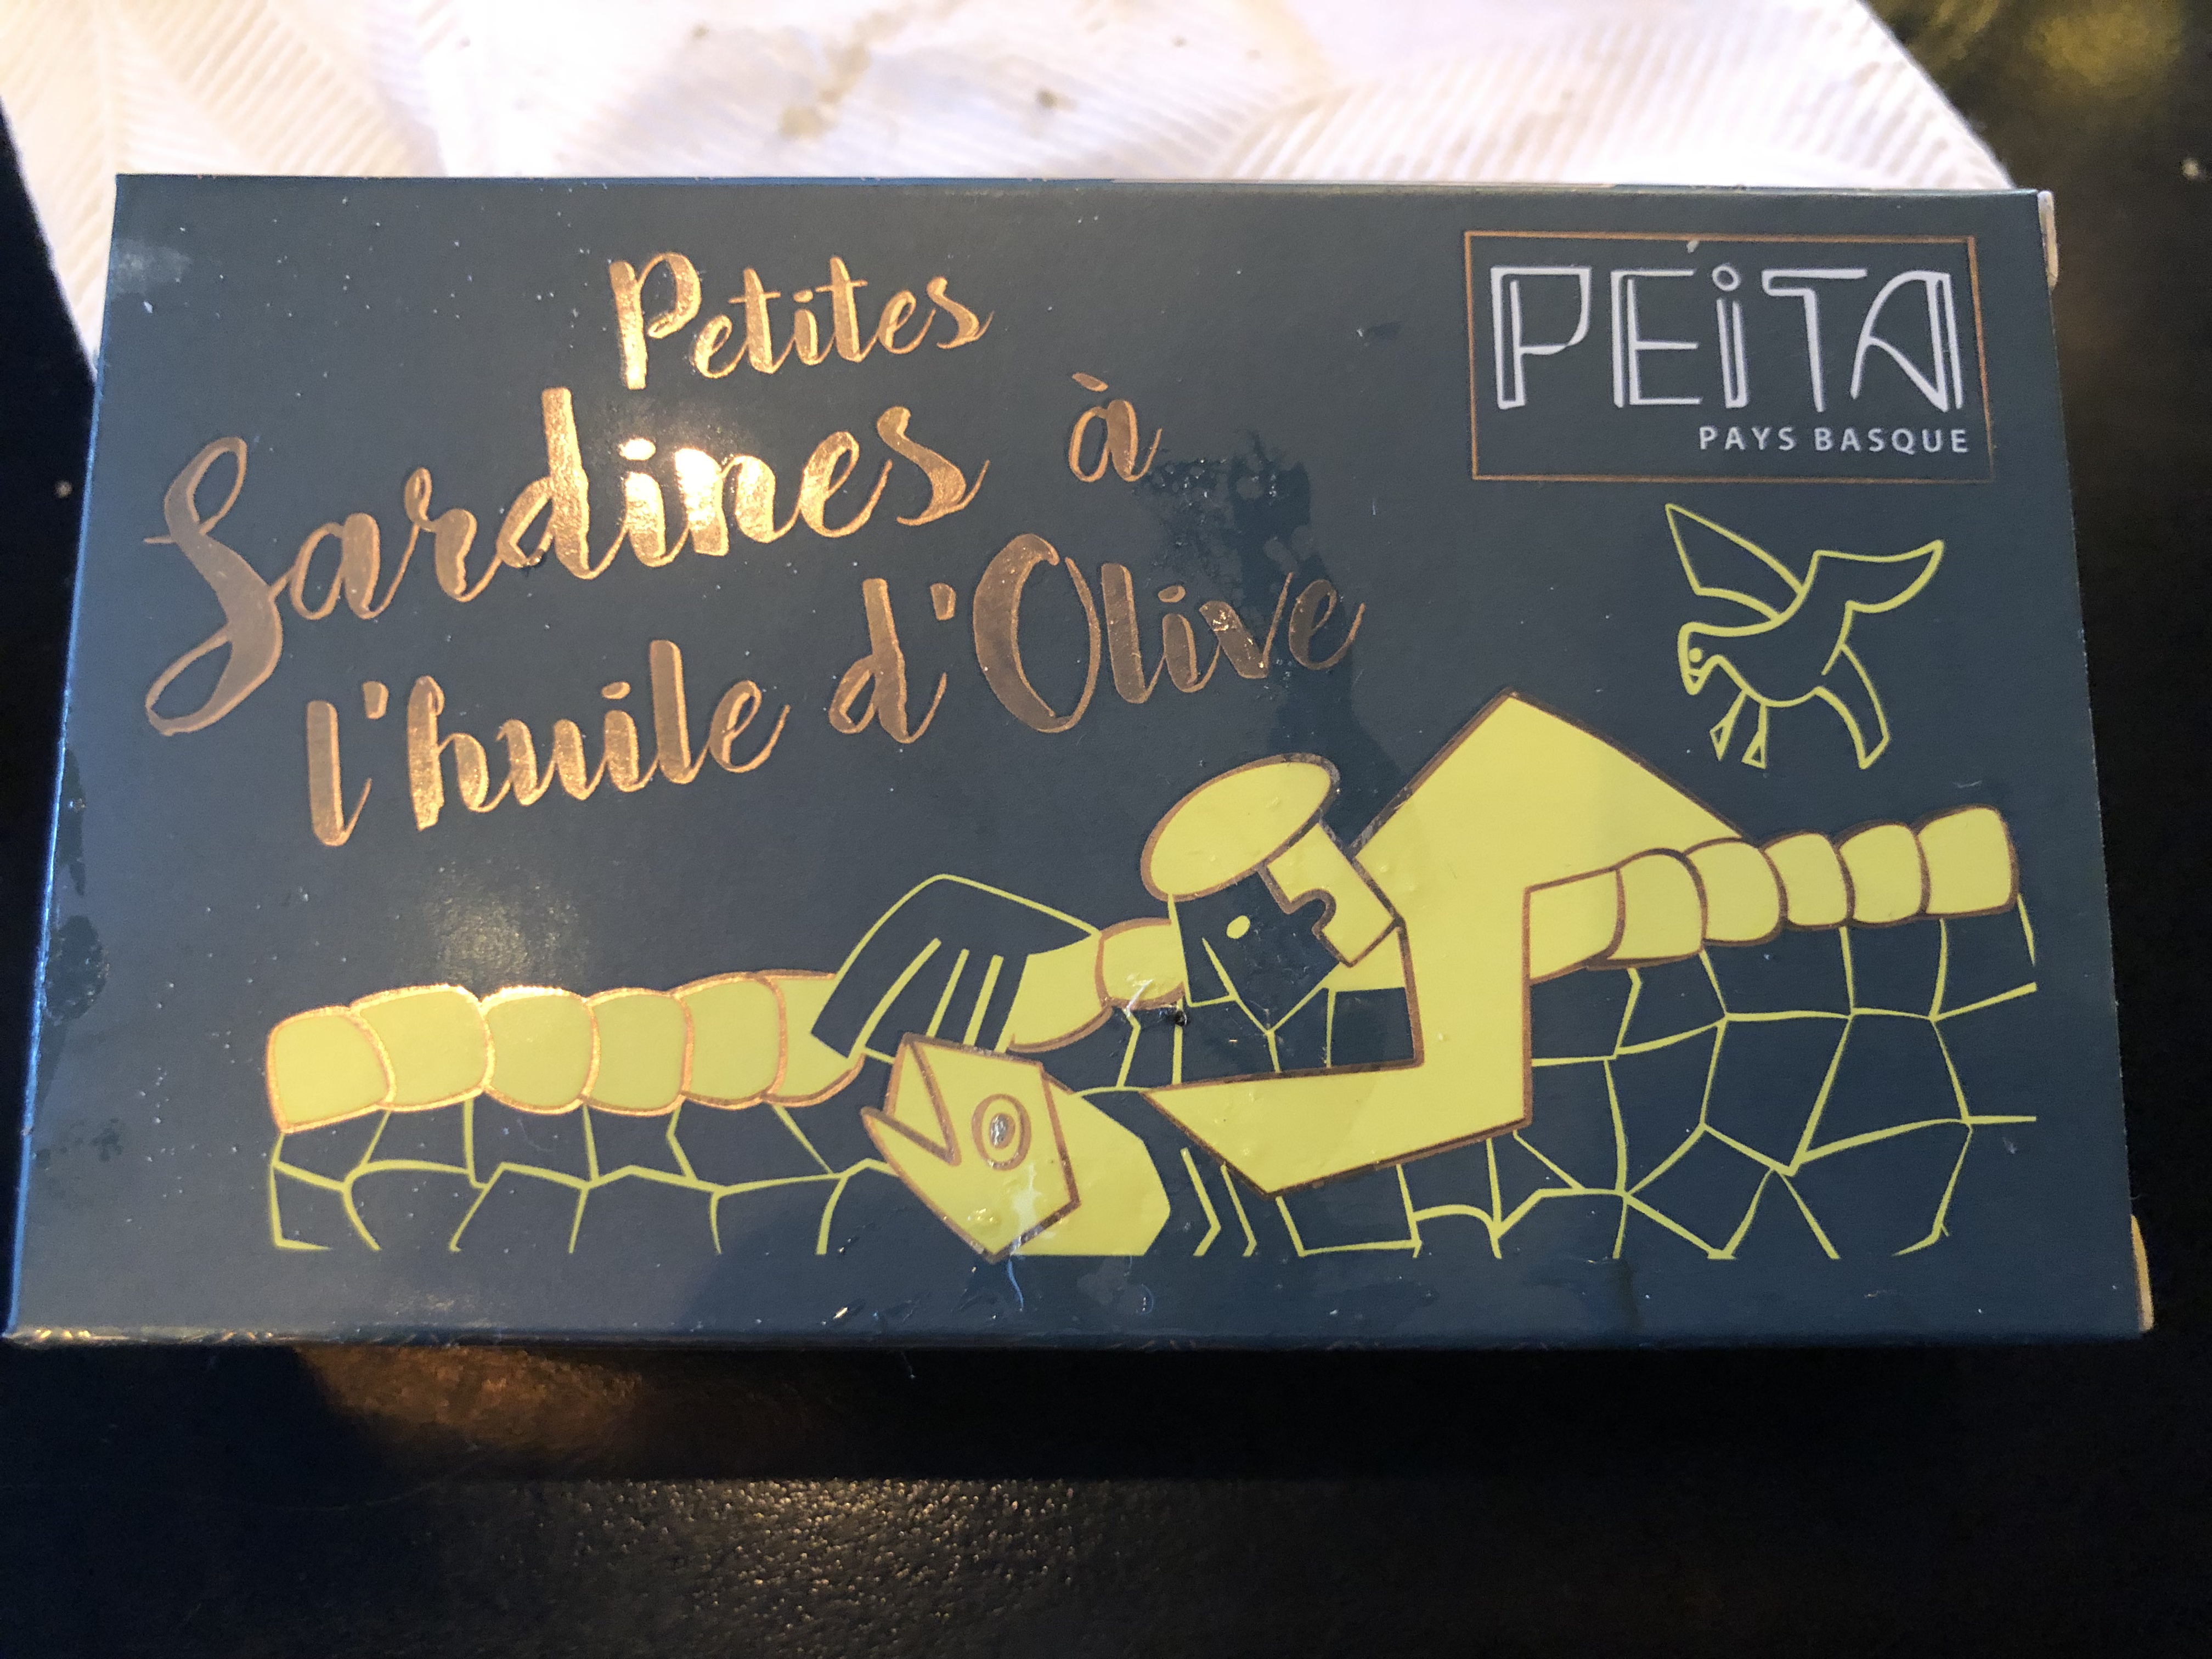 Petites
Sardines à
l'huile d'Olive
PEiTA
PAYS BASQUE